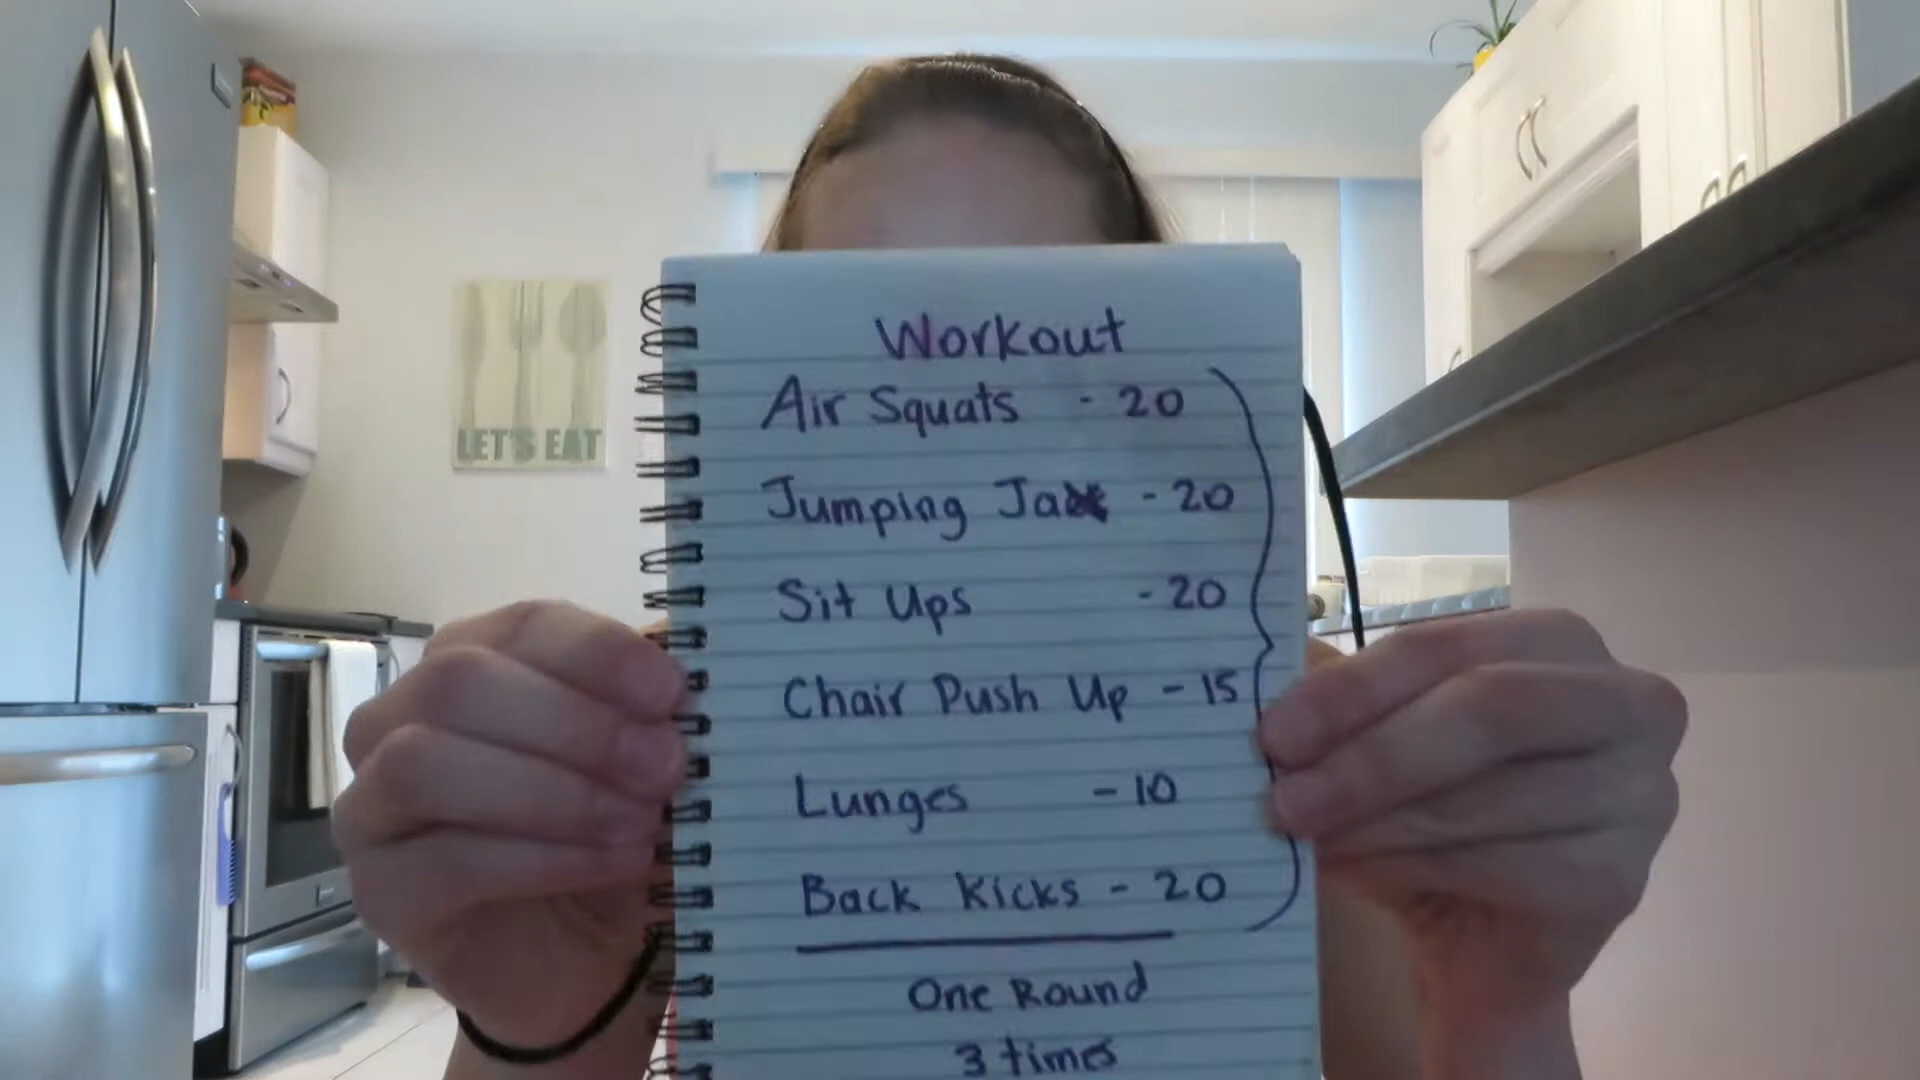 LET'S EAT
Workout
Air Squats - 20
Jumping Jax - 20
Sit Ups - 20
Chair Push Up - 15
Lunges - 10
Back Kicks - 20
One Round
3 times